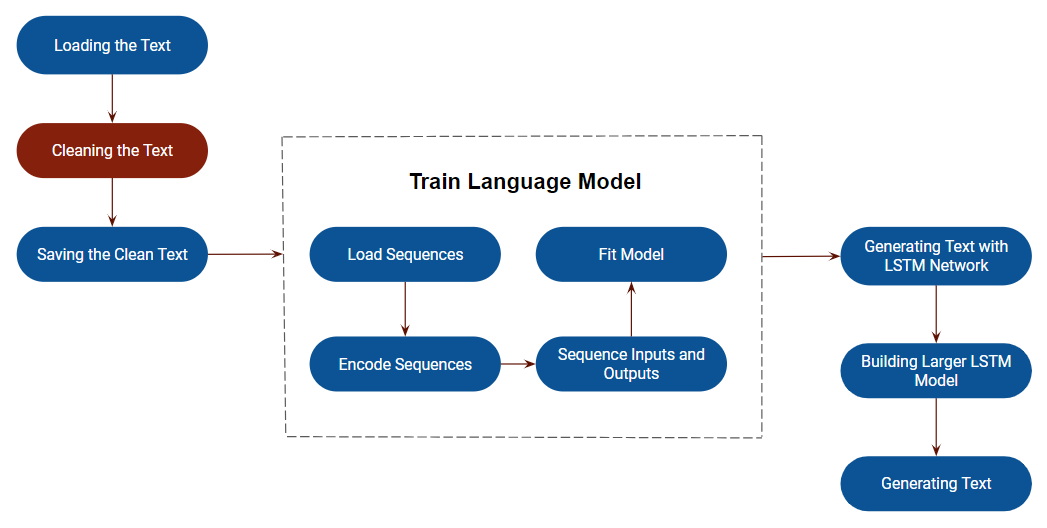 Loading the Text
Cleaning the Text
Saving the Clean Text
Train Language Model
Load Sequences
Encode Sequences
Sequence Inputs and
Outputs
Fit Model
Generating Text with
LSTM Network
Building Larger LSTM
Model
Generating Text